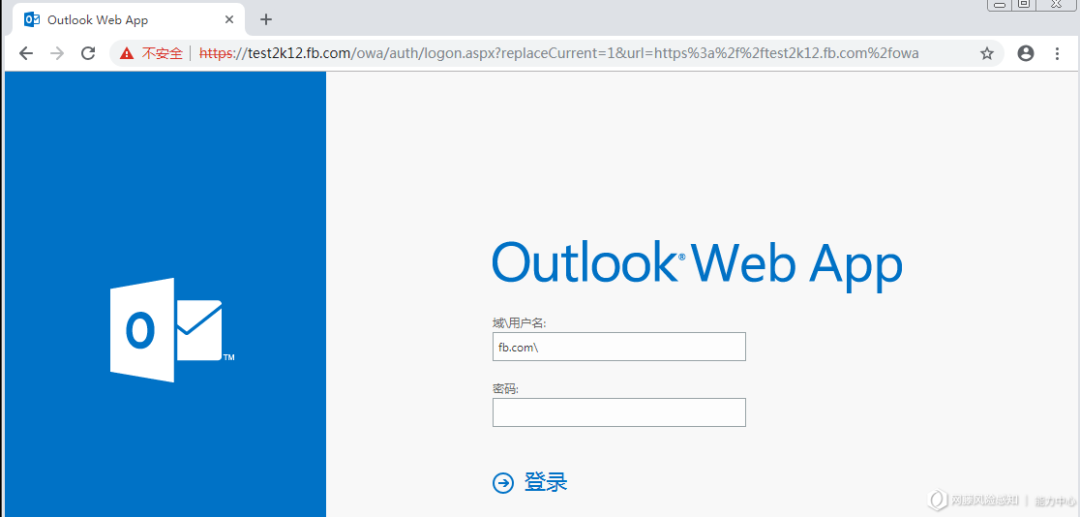 Outlook Web App
不安全 | https://test2k12.fb.com/owa/auth/logon.aspx?replaceCurrent=1&url=https%3a%2f%2ftest2k12.fb.com%2fowa
Outlook® Web App
域\用户名:
fb.com\
密码:
登录
O
TM
网藤风险感知 | 能力中心